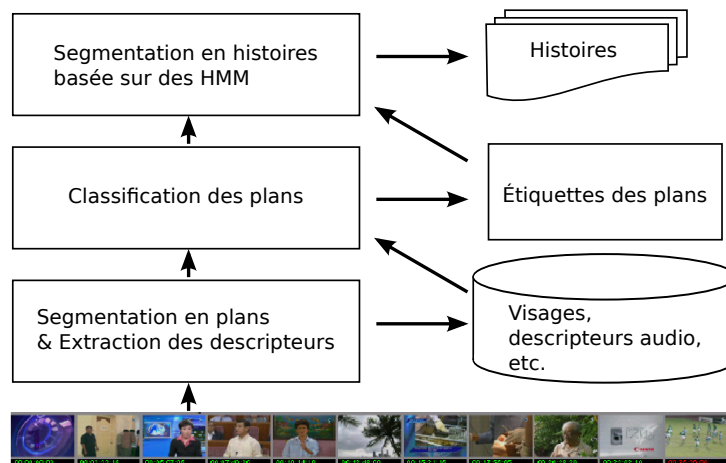 Segmentation en histoires
basée sur des HMM
Histoires
Classification des plans
Étiquettes des plans
Segmentation en plans
& Extraction des descripteurs
Visages,
descripteurs audio,
etc.
Canon